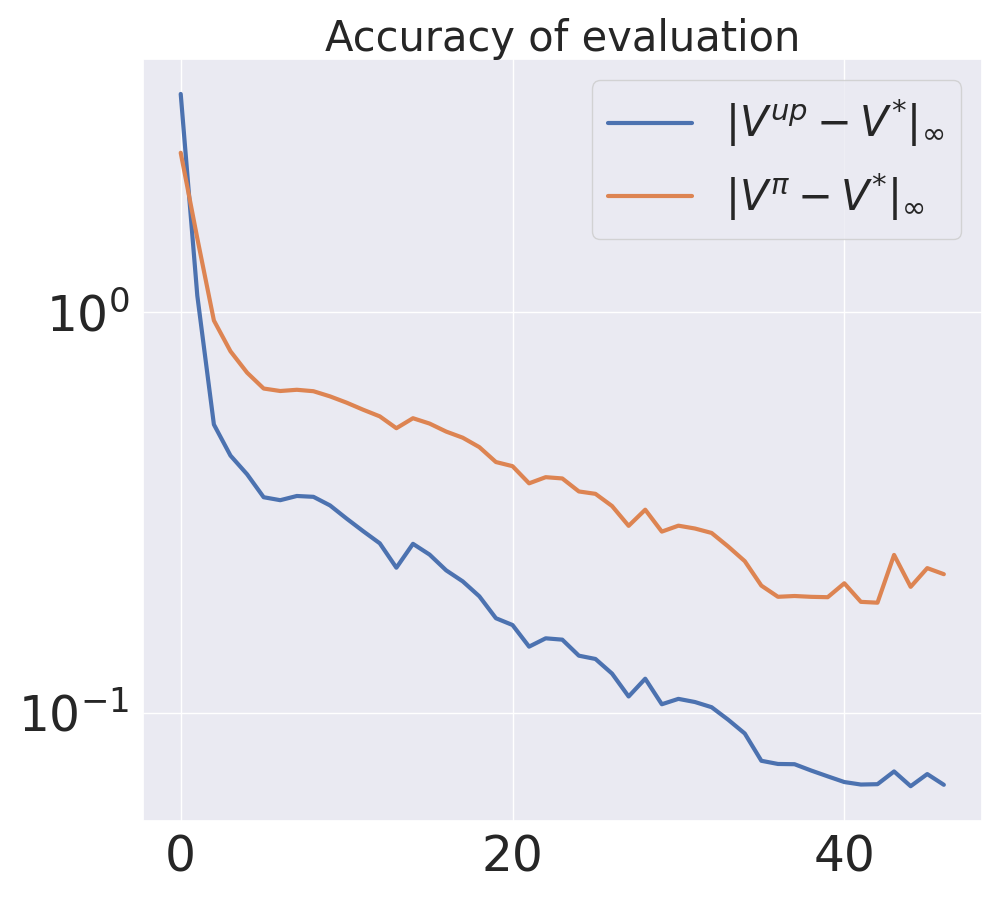 Accuracy of evaluation
|V^{up} − V^*|_∞
|V^π − V^*|_∞
10^0
10^{−1}
0 20 40